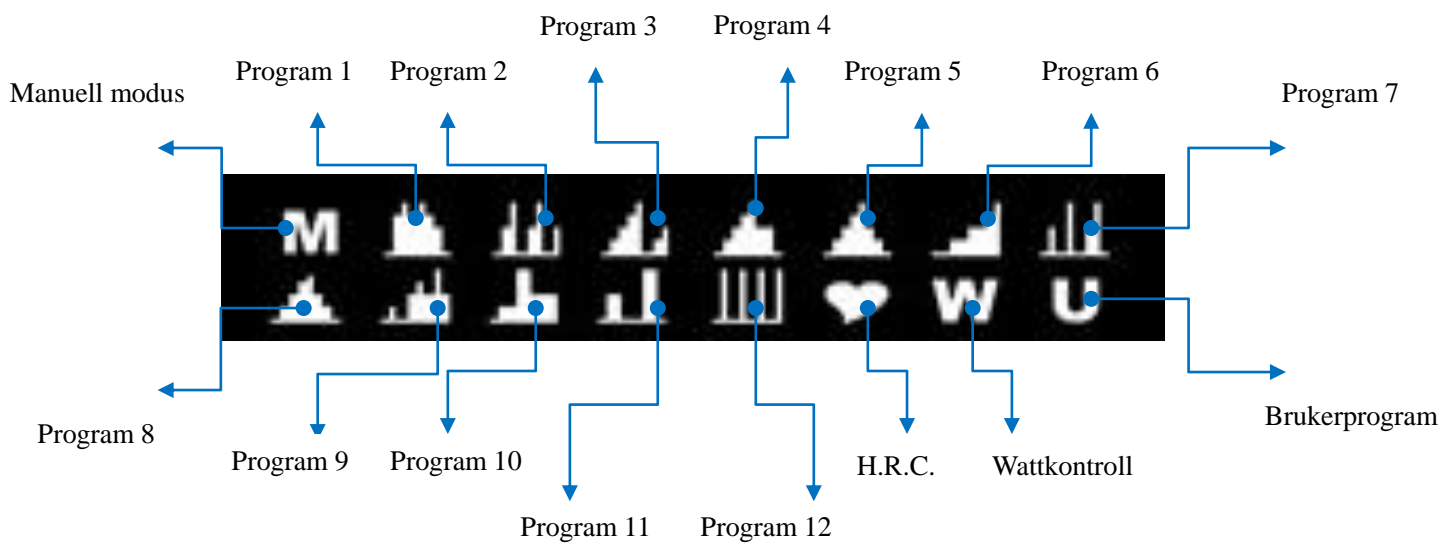 Program 3
Program 4
Program 1
Program 2
Program 5
Program 6
Manuell modus
Program 7
M
W
U
Program 8
Program 9
Program 10
H.R.C.
Wattkontroll
Brukerprogram
Program 11
Program 12